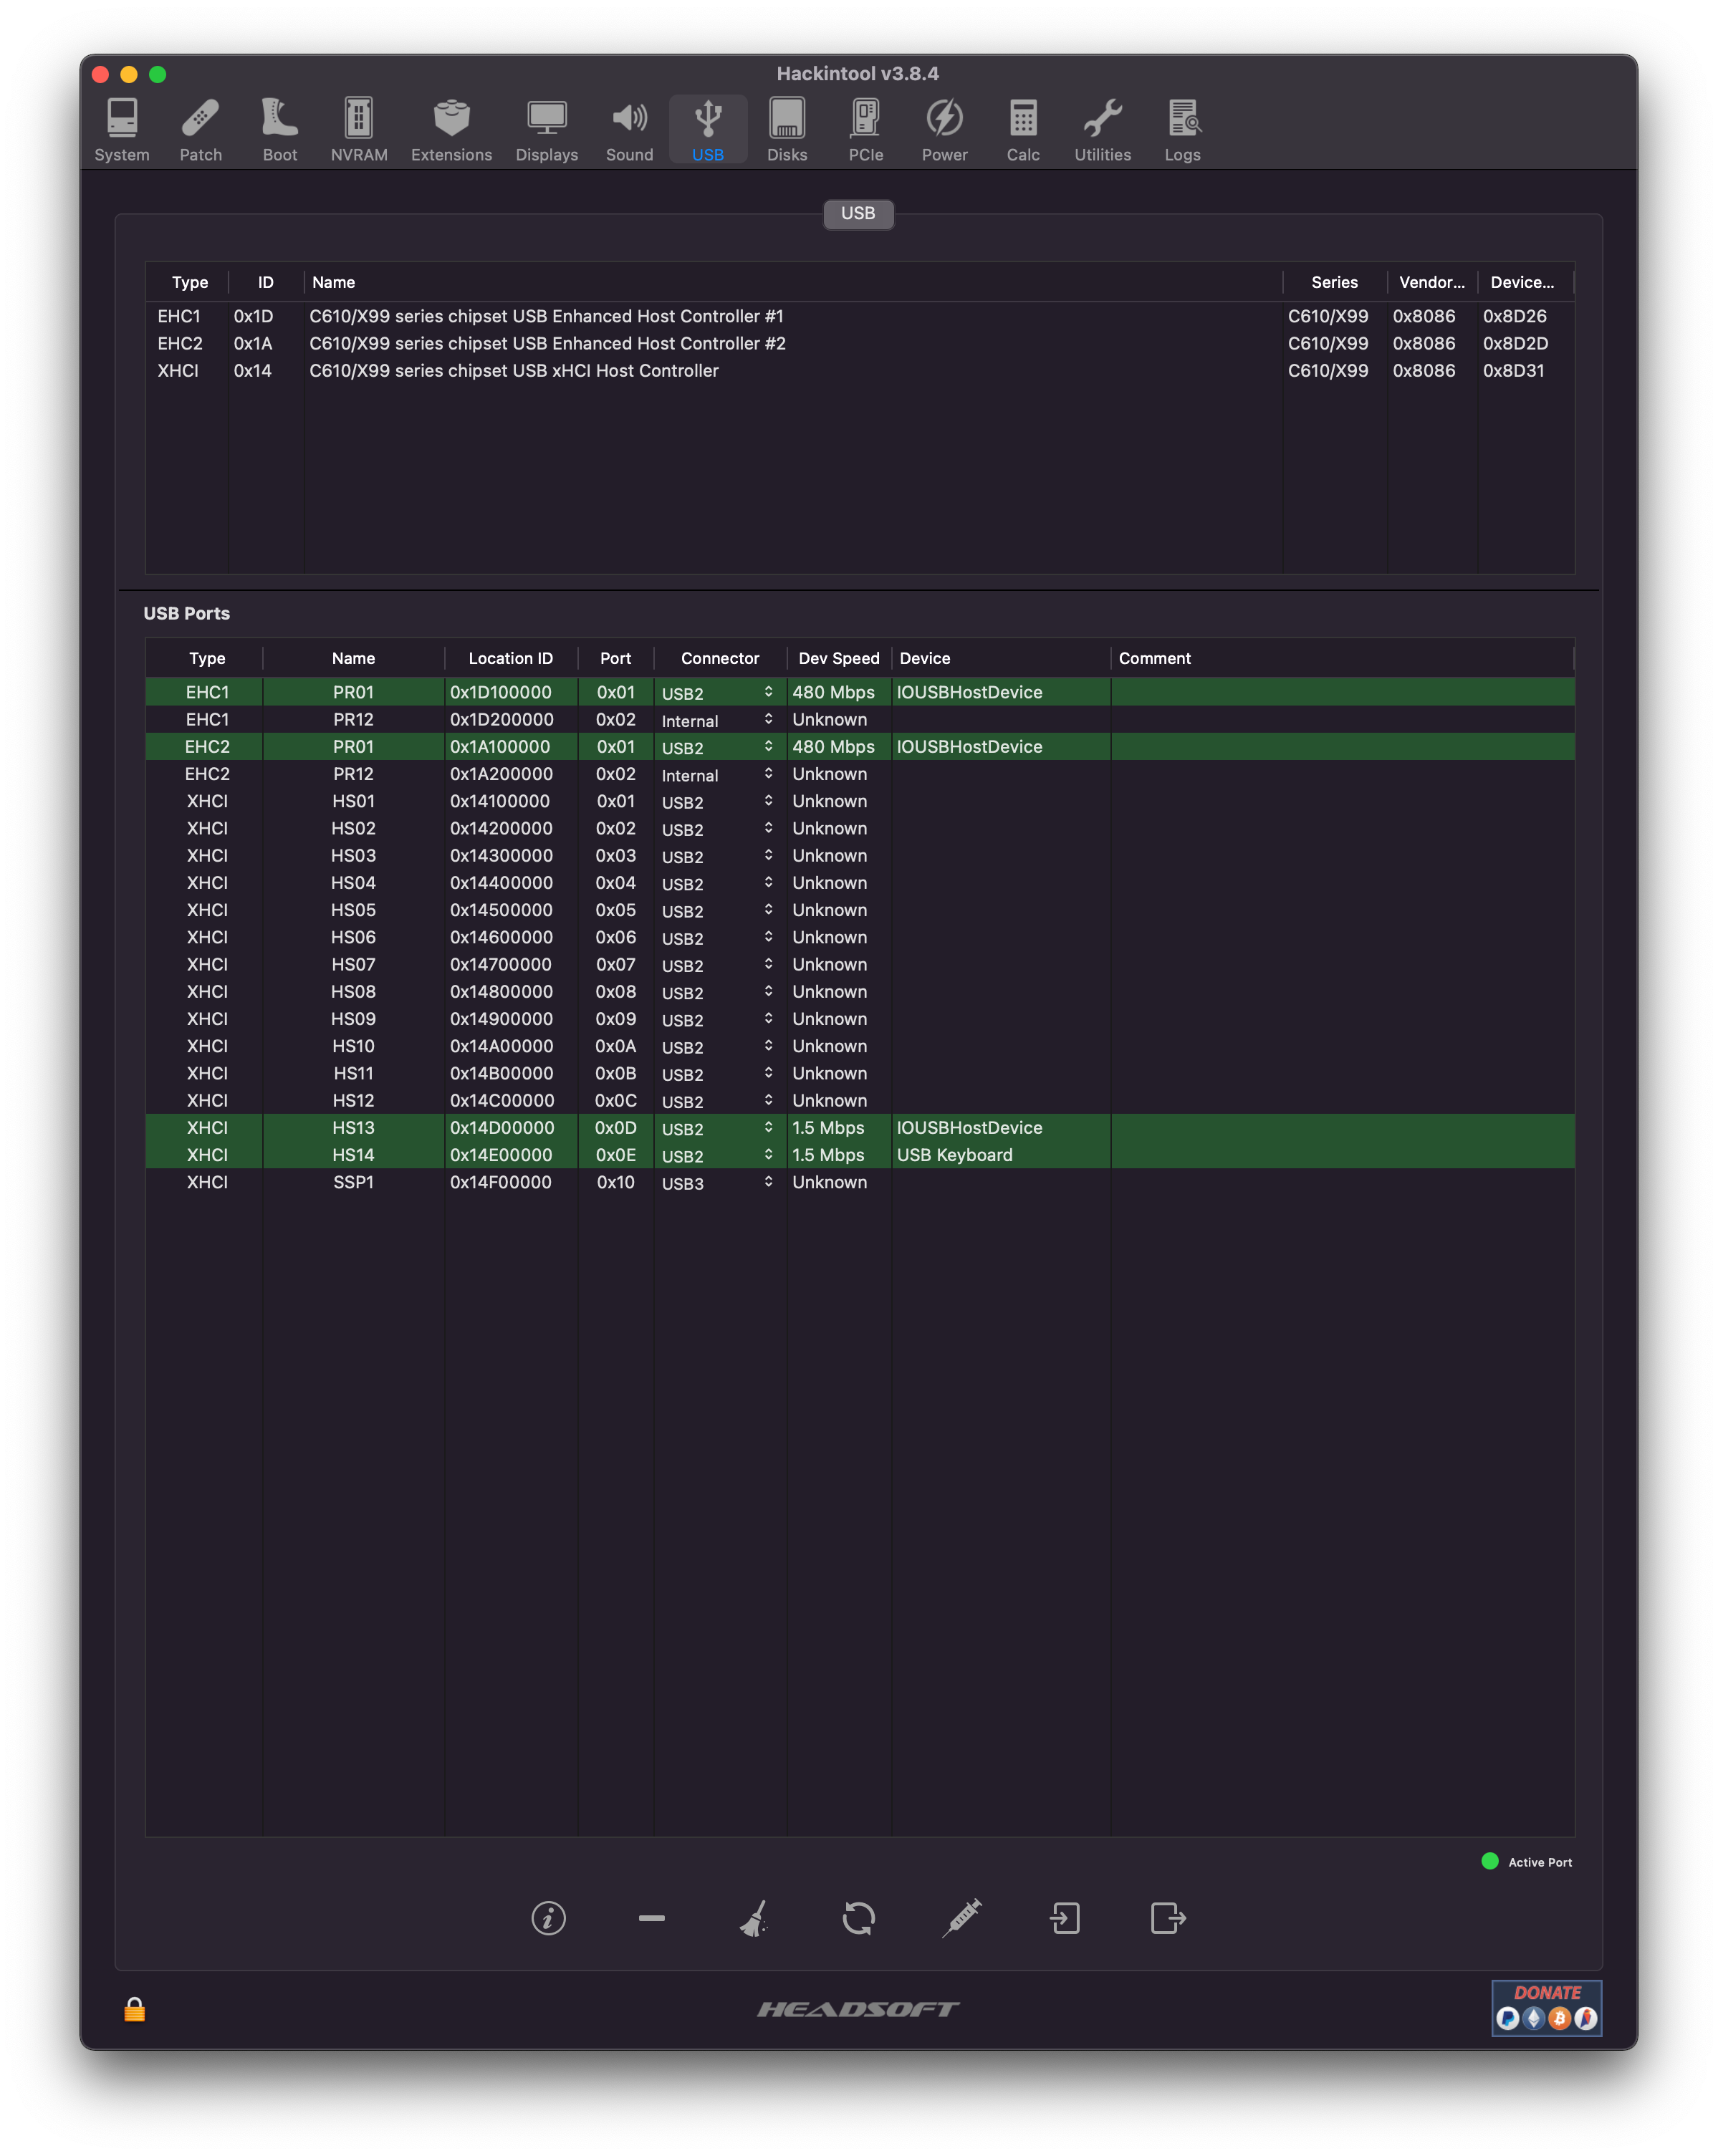 Hackintool v3.8.4
System Patch Boot NVRAM Extensions Displays Sound USB Disks PCIe Power Calc Utilities Logs
USB
Type ID Name Series Vendor... Device...
EHC1 0x1D C610/X99 series chipset USB Enhanced Host Controller #1 C610/X99 0x8086 0x8D26
EHC2 0x1A C610/X99 series chipset USB Enhanced Host Controller #2 C610/X99 0x8086 0x8D2D
XHCI 0x14 C610/X99 series chipset USB xHCI Host Controller C610/X99 0x8086 0x8D31
USB Ports
Type Name Location ID Port Connector Dev Speed Device Comment
EHC1 PR01 0x1D100000 0x01 USB2 480 Mbps IOUSBHostDevice
EHC1 PR12 0x1D200000 0x02 Internal Unknown
EHC2 PR01 0x1A100000 0x01 USB2 480 Mbps IOUSBHostDevice
EHC2 PR12 0x1A200000 0x02 Internal Unknown
XHCI HS01 0x14100000 0x01 USB2 Unknown
XHCI HS02 0x14200000 0x02 USB2 Unknown
XHCI HS03 0x14300000 0x03 USB2 Unknown
XHCI HS04 0x14400000 0x04 USB2 Unknown
XHCI HS05 0x14500000 0x05 USB2 Unknown
XHCI HS06 0x14600000 0x06 USB2 Unknown
XHCI HS07 0x14700000 0x07 USB2 Unknown
XHCI HS08 0x14800000 0x08 USB2 Unknown
XHCI HS09 0x14900000 0x09 USB2 Unknown
XHCI HS10 0x14A00000 0x0A USB2 Unknown
XHCI HS11 0x14B00000 0x0B USB2 Unknown
XHCI HS12 0x14C00000 0x0C USB2 Unknown
XHCI HS13 0x14D00000 0x0D USB2 1.5 Mbps IOUSBHostDevice
XHCI HS14 0x14E00000 0x0E USB2 1.5 Mbps USB Keyboard
XHCI SSP1 0x14F00000 0x10 USB3 Unknown
Active Port
HEADSOFT
DONATE